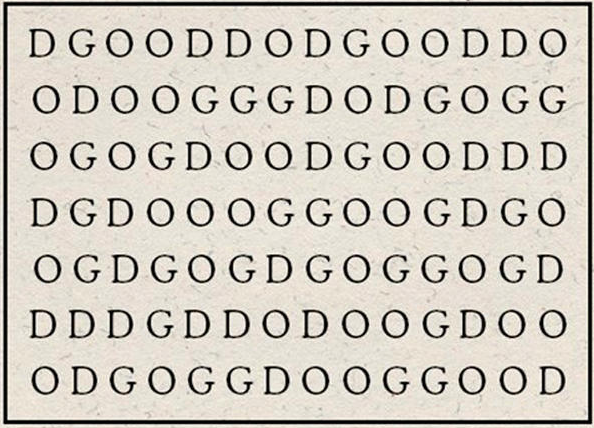 D G O O D D O D G O O D D O
O D O O G G G D O D G O G G
O G O G D O O D G O O D D D
D G D O O O G G O O G D G O
O G D G O G D G O G G O G D
D D D G D D O D O O G D O O
O D G O G G D O O G G O O D